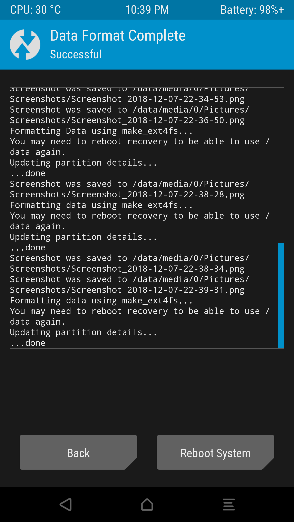 CPU: 30 °C 10:39 PM Battery: 98%+
Data Format Complete
Successful
Screenshot was saved to /data/media/0/Pictures/
Screenshots/Screenshot_2018-12-07-22-34-53.png
Screenshot was saved to /data/media/0/Pictures/
Screenshots/Screenshot_2018-12-07-22-36-50.png
Formatting Data using make_ext4fs...
You may need to reboot recovery to be able to use /
data again.
Updating partition details...
...done
Screenshot was saved to /data/media/0/Pictures/
Screenshots/Screenshot_2018-12-07-22-38-28.png
Formatting data using make_ext4fs...
You may need to reboot recovery to be able to use /
data again.
Updating partition details...
...done
Screenshot was saved to /data/media/0/Pictures/
Screenshots/Screenshot_2018-12-07-22-38-34.png
Screenshot was saved to /data/media/0/Pictures/
Screenshots/Screenshot_2018-12-07-22-39-31.png
Formatting data using make_ext4fs...
You may need to reboot recovery to be able to use /
data again.
Updating partition details...
...done
Back
Reboot System